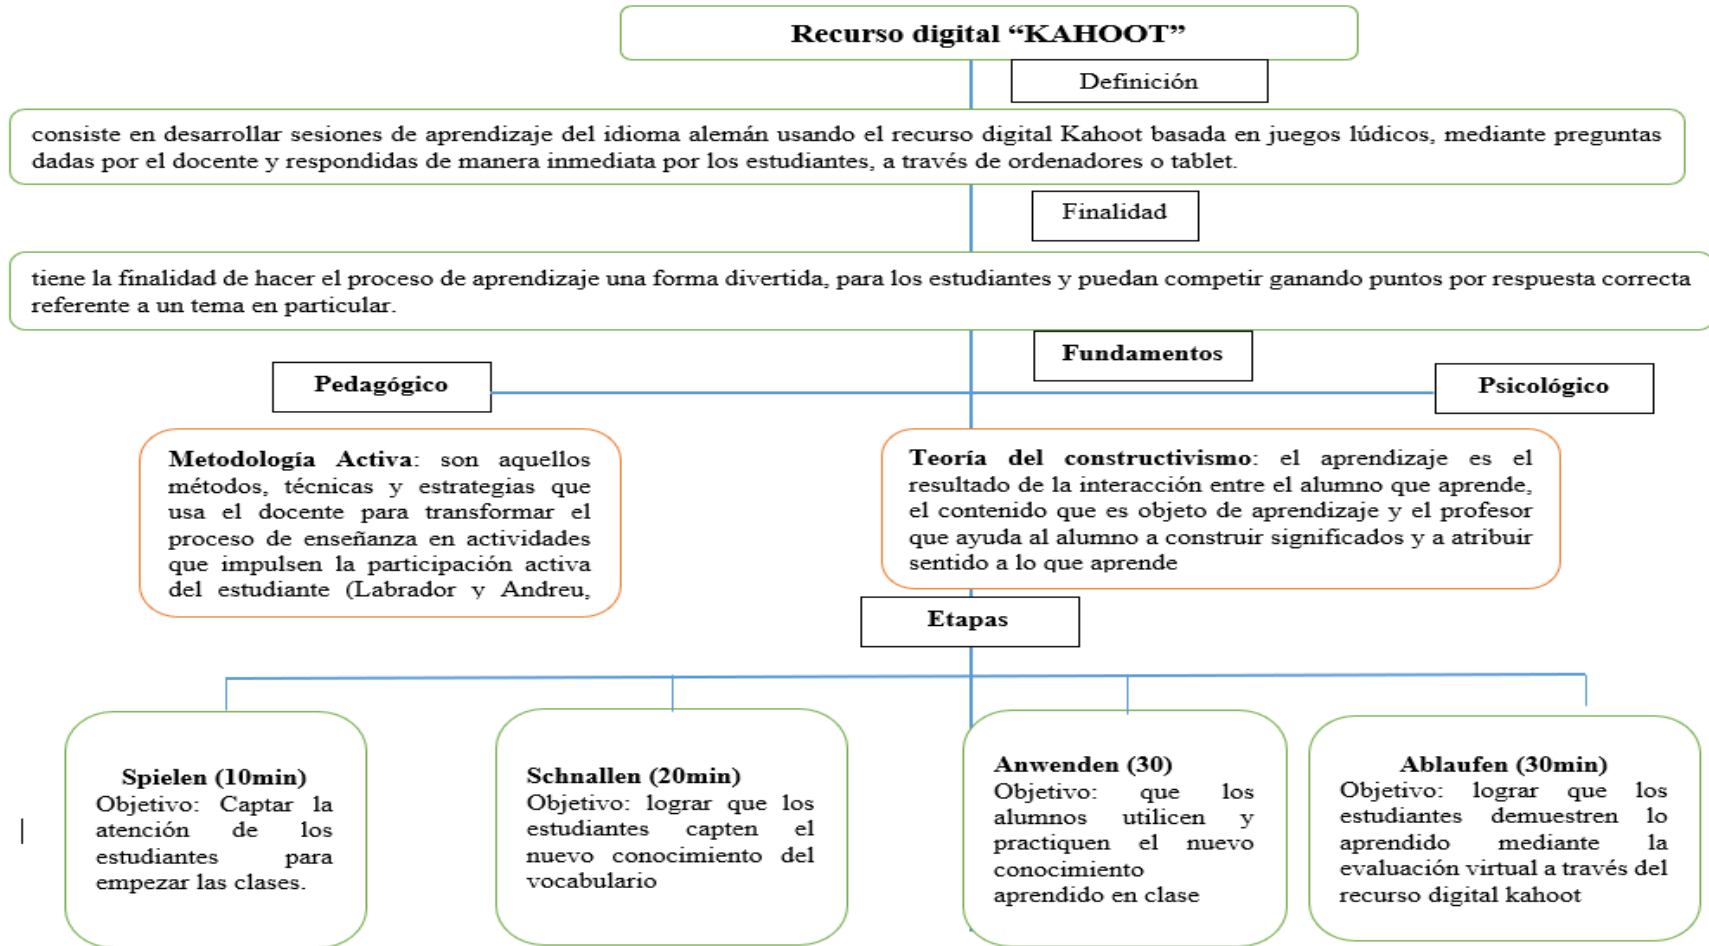 Recurso digital “KAHOOT”
Definición
consiste en desarrollar sesiones de aprendizaje del idioma alemán usando el recurso digital Kahoot basada en juegos lúdicos, mediante preguntas
dadas por el docente y respondidas de manera inmediata por los estudiantes, a través de ordenadores o tablet.
Finalidad
tiene la finalidad de hacer el proceso de aprendizaje una forma divertida, para los estudiantes y puedan competir ganando puntos por respuesta correcta
referente a un tema en particular.
Fundamentos
Pedagógico
Psicológico
Metodología Activa: son aquellos
métodos, técnicas y estrategias que
usa el docente para transformar el
proceso de enseñanza en actividades
que impulsen la participación activa
del estudiante (Labrador y Andreu,
Teoría del constructivismo: el aprendizaje es el
resultado de la interacción entre el alumno que aprende,
el contenido que es objeto de aprendizaje y el profesor
que ayuda al alumno a construir significados y a atribuir
sentido a lo que aprende
Etapas
Spielen (10min)
Objetivo: Captar la
atención de los
estudiantes para
empezar las clases.
Schnallen (20min)
Objetivo: lograr que los
estudiantes capten el
nuevo conocimiento del
vocabulario
Anwenden (30)
Objetivo: que los
alumnos utilicen y
practiquen el nuevo
conocimiento
aprendido en clase
Ablaufen (30min)
Objetivo: lograr que los
estudiantes demuestren lo
aprendido mediante la
evaluación virtual a través del
recurso digital kahoot